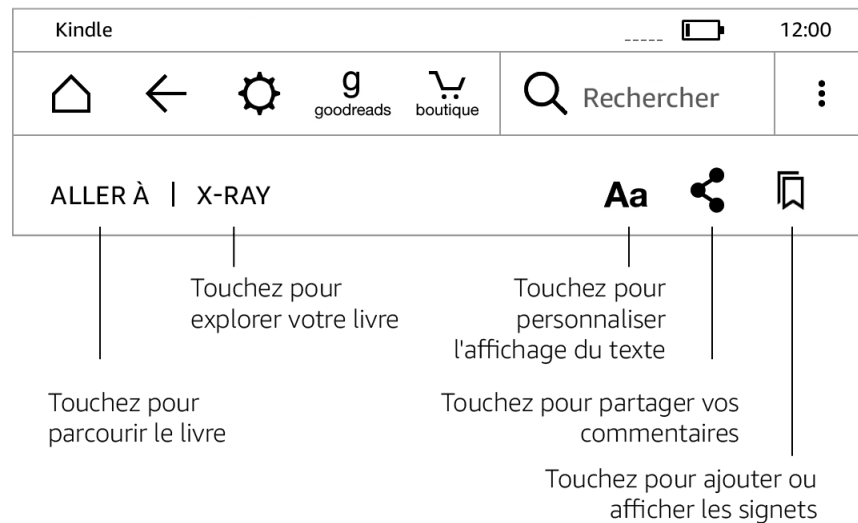 Kindle
12:00
g
goodreads
boutique
Rechercher
ALLER À | X-RAY
Aa
Touchez pour
explorer votre livre
Touchez pour
personnaliser
l'affichage du texte
Touchez pour
parcourir le livre
Touchez pour partager vos
commentaires
Touchez pour ajouter ou
afficher les signets